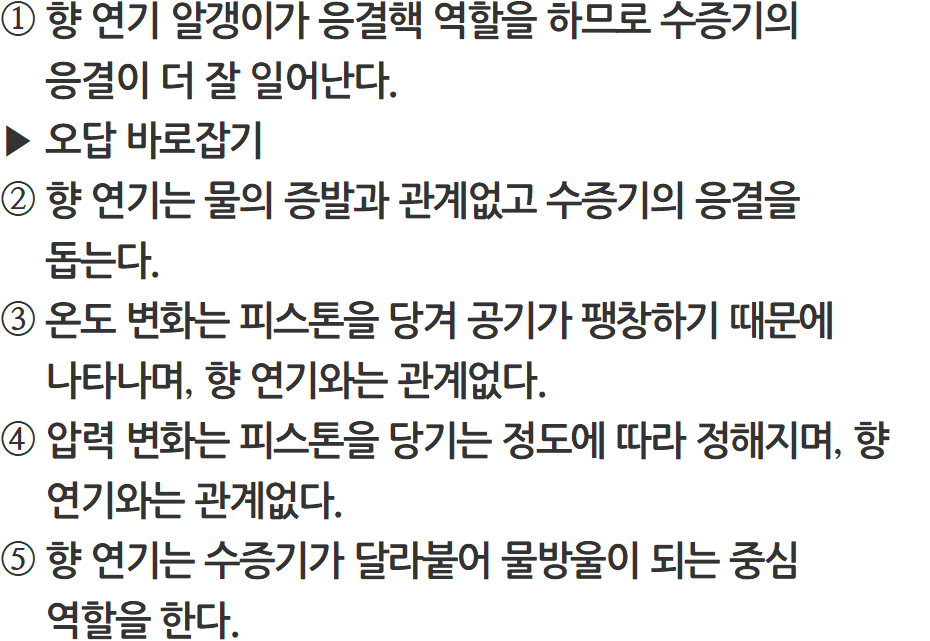 ① 향 연기 알갱이가 응결핵 역할을 하므로 수증기의
응결이 더 잘 일어난다.
▶ 오답 바로잡기
② 향 연기는 물의 증발과 관계없고 수증기의 응결을
돕는다.
③ 온도 변화는 피스톤을 당겨 공기가 팽창하기 때문에
나타나며, 향 연기와는 관계없다.
④ 압력 변화는 피스톤을 당기는 정도에 따라 정해지며, 향
연기와는 관계없다.
⑤ 향 연기는 수증기가 달라붙어 물방울이 되는 중심
역할을 한다.